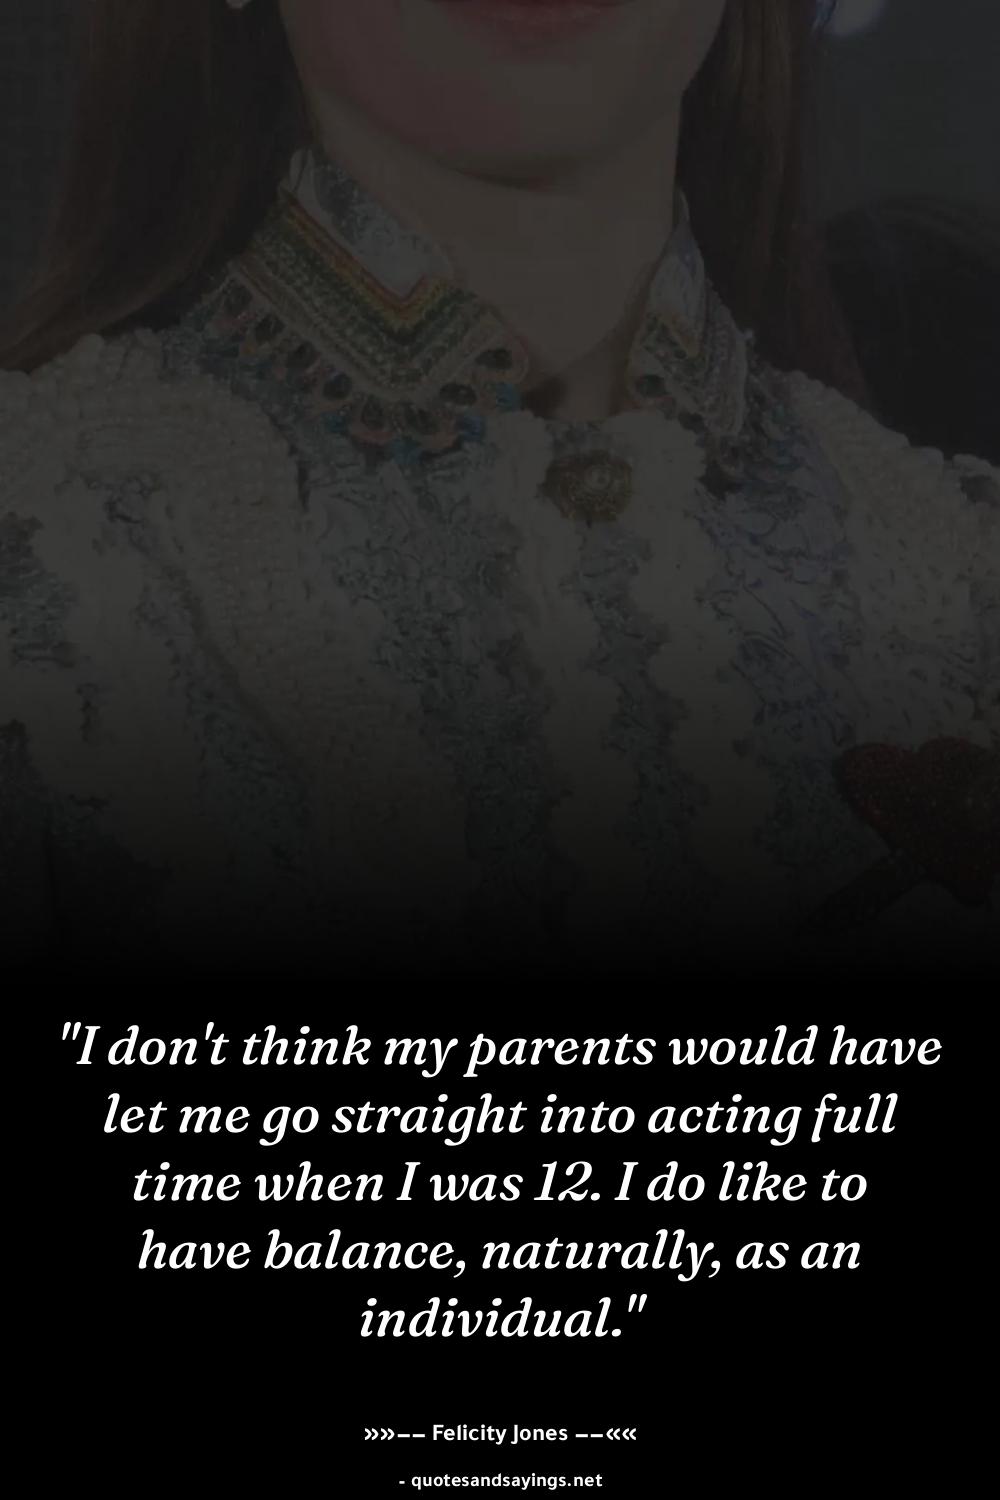 "I don't think my parents would have
let me go straight into acting full
time when I was 12. I do like to
have balance, naturally, as an
individual."
»»−− Felicity Jones −−««
- quotesandsayings.net